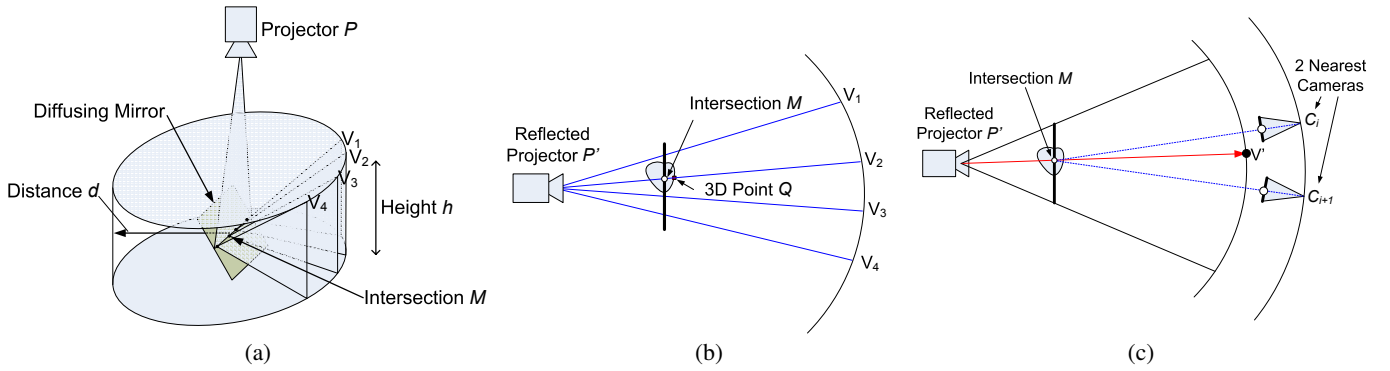 Projector P
Diffusing Mirror
V1
V2
V3
V4
Distance d
Height h
Intersection M
(a)
Reflected
Projector P'
Intersection M
3D Point Q
V1
V2
V3
V4
(b)
Intersection M
Reflected
Projector P'
2 Nearest
Cameras
Ci
V'
Ci+1
(c)